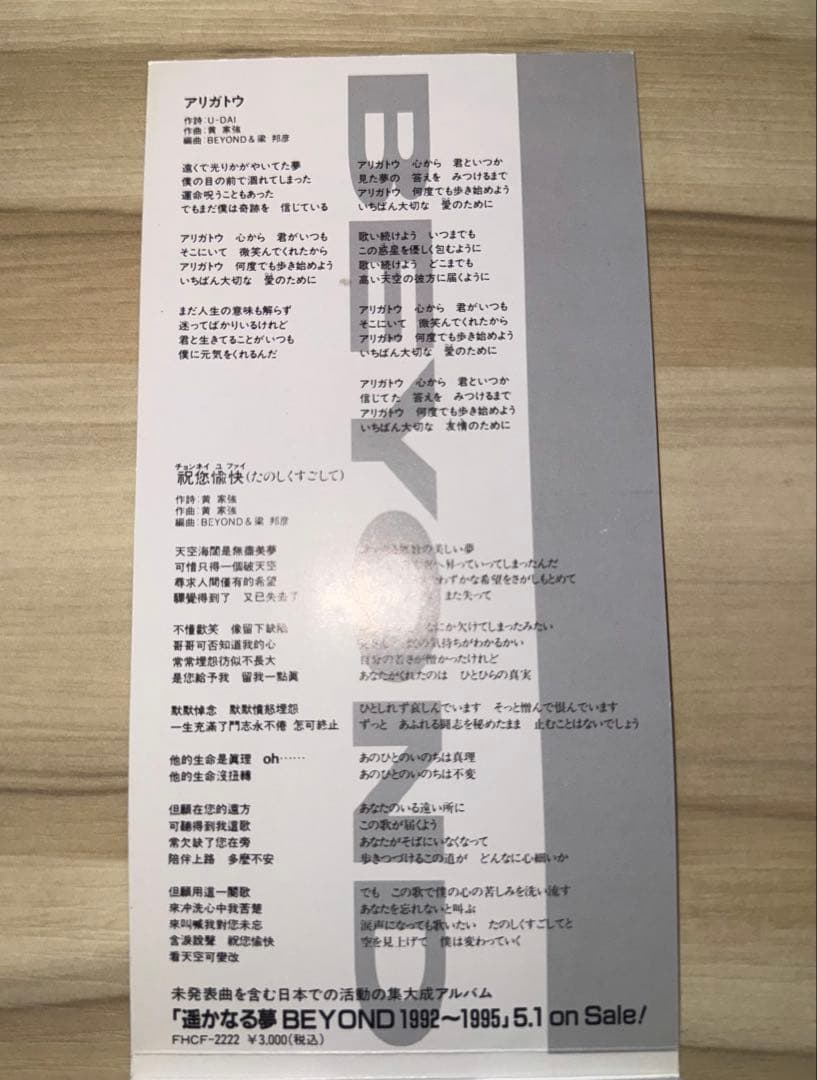 アリガトウ
作詩:U-DAI
作曲:黄 家強
編曲:BEYOND&梁 邦彦
遠くで光りかがやいてた夢
僕の目の前で涸れてしまった
運命呪うこともあった
でもまだ僕は奇跡を 信じている
アリガトウ 心から 君がいつも
そこにいて 微笑んでくれたから
アリガトウ 何度でも歩き始めよう
いちばん大切な 愛のために
まだ人生の意味も解らず
迷ってばかりいるけれど
君と生きてることがいつも
僕に元気をくれるんだ
アリガトウ 心から 君といつか
見た夢の 答えを みつけるまで
アリガトウ 何度でも歩き始めよう
いちばん大切な 愛のために
歌い続けよう いつまでも
この惑星を優しく包むように
歌い続けよう どこまでも
高い天空の彼方に届くように
アリガトウ 心から 君がいつも
そこにいて 微笑んでくれたから
アリガトウ 何度でも歩き始めよう
いちばん大切な 愛のために
アリガトウ 心から 君といつか
信じてた 答えを みつけるまで
アリガトウ 何度でも歩き始めよう
いちばん大切な 友情のために
BEYOND
チョンネイ ユ ファイ
祝您愉快(たのしくすごして)
作詩:黄 家強
作曲:黄 家強
編曲:BEYOND&梁 邦彦
天空海闊是無盡美夢
可惜只得一個破天空
尋求人間僅有的希望
驟覺得到了 又已失去了
不懂歡笑 像留下缺陷
哥哥可否知道我的心
常常埋怨彷似不長大
是您給予我 留我一點眞
默默悼念 默默憤怒埋怨
一生充滿了鬥志永不倦 怎可終止
他的生命是眞理 oh……
他的生命沒扭轉
但願在您的遠方
可聽得到我這歌
常欠缺了您在旁
陪伴上路 多麼不安
但願用這一闋歌
來冲洗心中我苦楚
來叫喊我對您未忘
含淚說聲 祝您愉快
看天空可變改
の美しい夢
へ昇っていってしまったんだ
わずかな希望をさがしもとめて
また失って
なにか欠けてしまったみたい
の気持ちがわかるかい
自分の若さが憎かったけれど
あなたがくれたのは ひとひらの真実
ひとしれず哀しんでいます そっと憎んで恨んでいます
ずっと あふれる闘志を秘めたまま 止むことはないでしょう
あのひとのいのちは真理
あのひとのいのちは不変
あなたのいる遠い所に
この歌が届くよう
あなたがそばにいなくなって
歩きつづけるこの道が どんなに心細いか
でも この歌で僕の心の苦しみを洗い流す
あなたを忘れないと叫ぶ
涙声になっても歌いたい たのしくすごしてと
空を見上げて 僕は変わっていく
未発表曲を含む日本での活動の集大成アルバム
「遥かなる夢 BEYOND 1992〜1995」5.1 on Sale!
FHCF-2222 ¥3,000(税込)